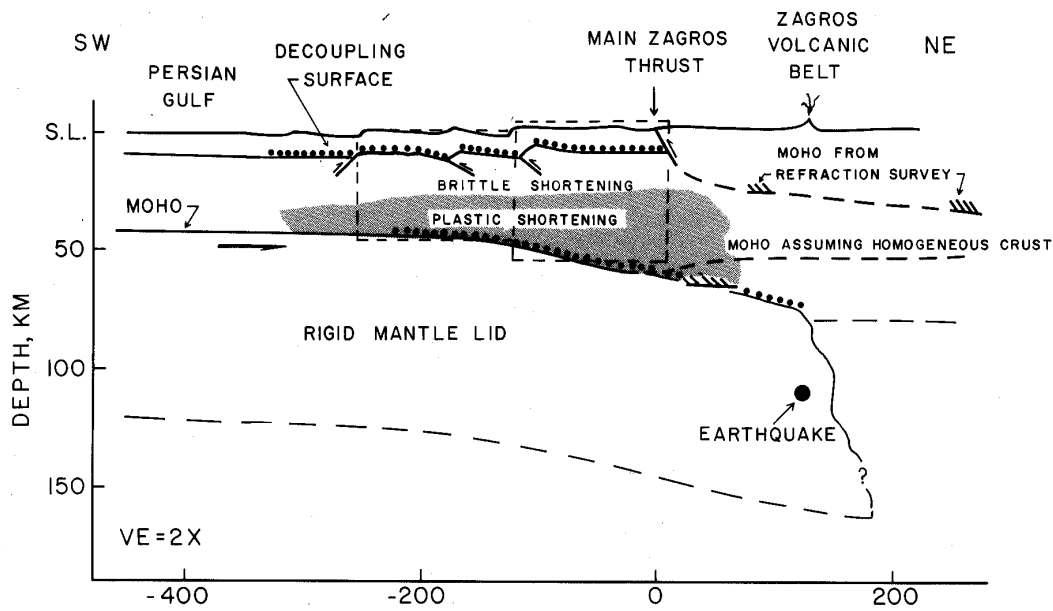 SW
PERSIAN
GULF
DECOUPLING
SURFACE
MAIN ZAGROS
THRUST
ZAGROS
VOLCANIC
BELT
NE
S.L.
MOHO FROM
REFRACTION SURVEY
BRITTLE SHORTENING
MOHO
PLASTIC SHORTENING
50
MOHO ASSUMING HOMOGENEOUS CRUST
RIGID MANTLE LID
DEPTH, KM
100
EARTHQUAKE
150
?
VE=2X
-400
-200
0
200